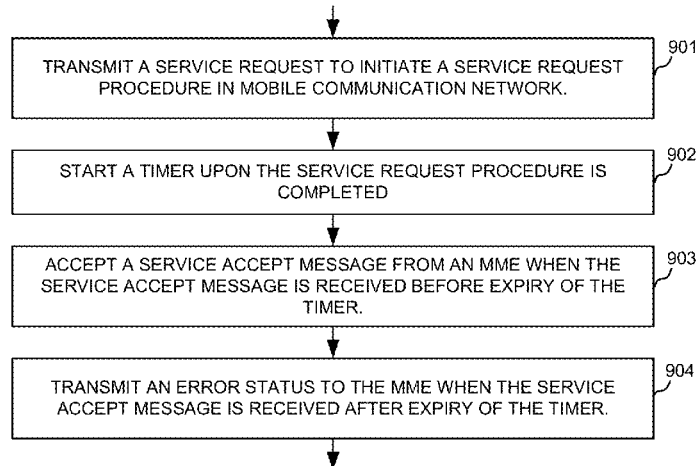 901
TRANSMIT A SERVICE REQUEST TO INITIATE A SERVICE REQUEST
PROCEDURE IN MOBILE COMMUNICATION NETWORK.
902
START A TIMER UPON THE SERVICE REQUEST PROCEDURE IS
COMPLETED
903
ACCEPT A SERVICE ACCEPT MESSAGE FROM AN MME WHEN THE
SERVICE ACCEPT MESSAGE IS RECEIVED BEFORE EXPIRY OF THE
TIMER.
904
TRANSMIT AN ERROR STATUS TO THE MME WHEN THE SERVICE
ACCEPT MESSAGE IS RECEIVED AFTER EXPIRY OF THE TIMER.